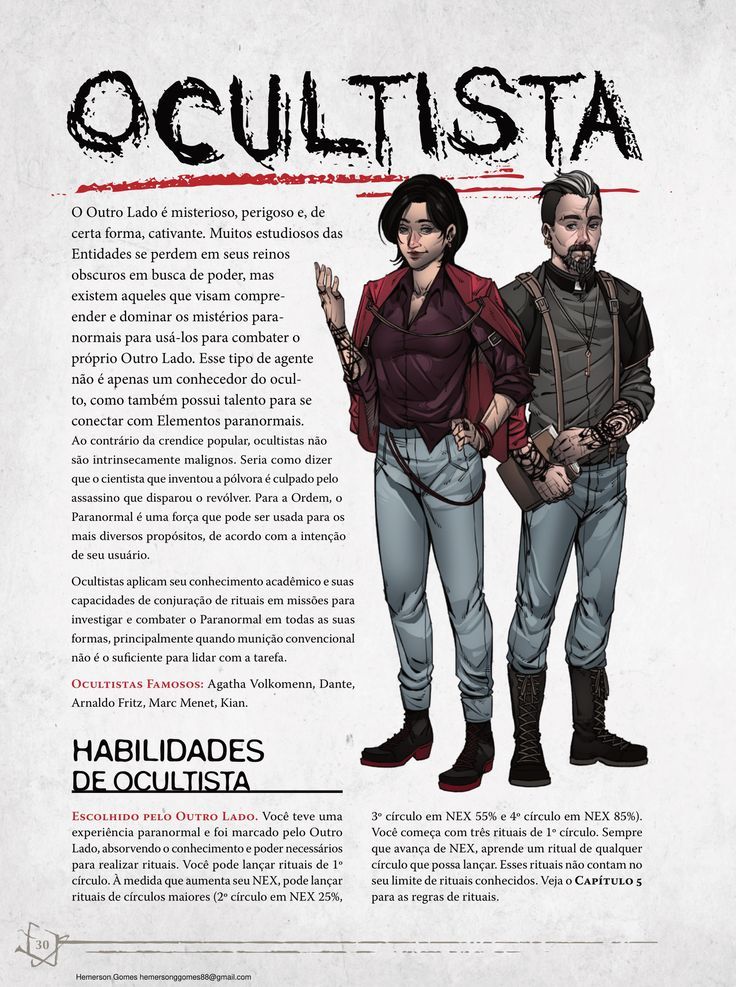 OCULTISTA
O Outro Lado é misterioso, perigoso e, de
certa forma, cativante. Muitos estudiosos das
Entidades se perdem em seus reinos
obscuros em busca de poder, mas
existem aqueles que visam compre-
ender e dominar os mistérios para-
normais para usá-los para combater o
próprio Outro Lado. Esse tipo de agente
não é apenas um conhecedor do ocul-
to, como também possui talento para se
conectar com Elementos paranormais.
Ao contrário da crendice popular, ocultistas não
são intrinsecamente malignos. Seria como dizer
que o cientista que inventou a pólvora é culpado pelo
assassino que disparou o revólver. Para a Ordem, o
Paranormal é uma força que pode ser usada para os
mais diversos propósitos, de acordo com a intenção
de seu usuário.
Ocultistas aplicam seu conhecimento acadêmico e suas
capacidades de conjuração de rituais em missões para
investigar e combater o Paranormal em todas as suas
formas, principalmente quando munição convencional
não é o suficiente para lidar com a tarefa.
Ocultistas Famosos: Agatha Volkomenn, Dante,
Arnaldo Fritz, Marc Menet, Kian.
HABILIDADES
DE OCULTISTA
Escolhido pelo Outro Lado. Você teve uma
experiência paranormal e foi marcado pelo Outro
Lado, absorvendo o conhecimento e poder necessários
para realizar rituais. Você pode lançar rituais de 1º
círculo. À medida que aumenta seu NEX, pode lançar
rituais de círculos maiores (2º círculo em NEX 25%,
3º círculo em NEX 55% e 4º círculo em NEX 85%).
Você começa com três rituais de 1º círculo. Sempre
que avança de NEX, aprende um ritual de qualquer
círculo que possa lançar. Esses rituais não contam no
seu limite de rituais conhecidos. Veja o Capítulo 5
para as regras de rituais.
30
Hemerson Gomes hemersonggomes88@gmail.com